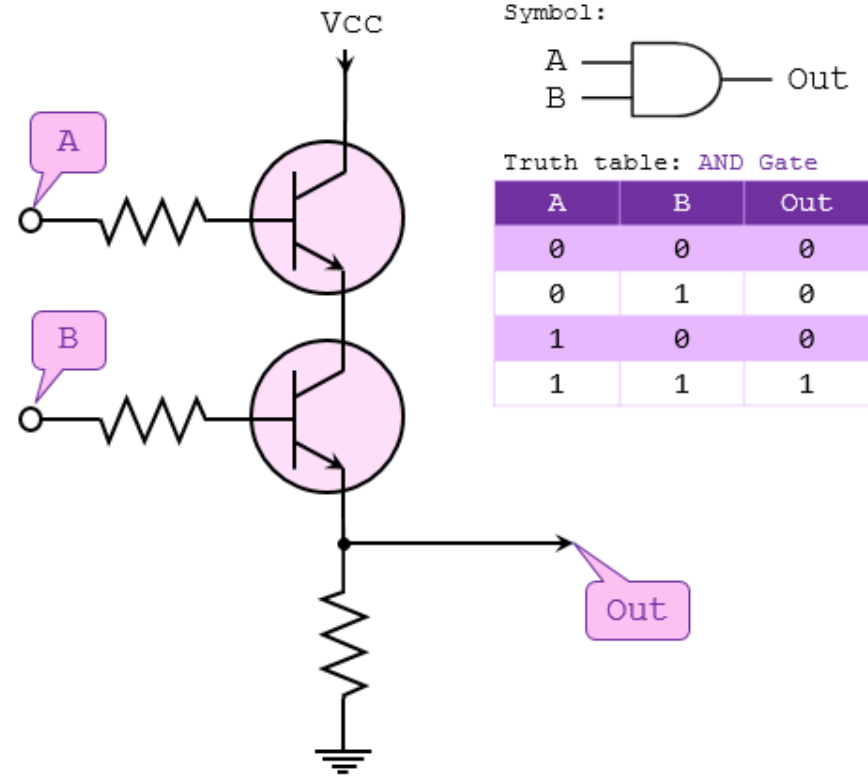 Vcc
A
B
Out
Symbol:
A
B
Out
Truth table: AND Gate
A B Out
0 0 0
0 1 0
1 0 0
1 1 1